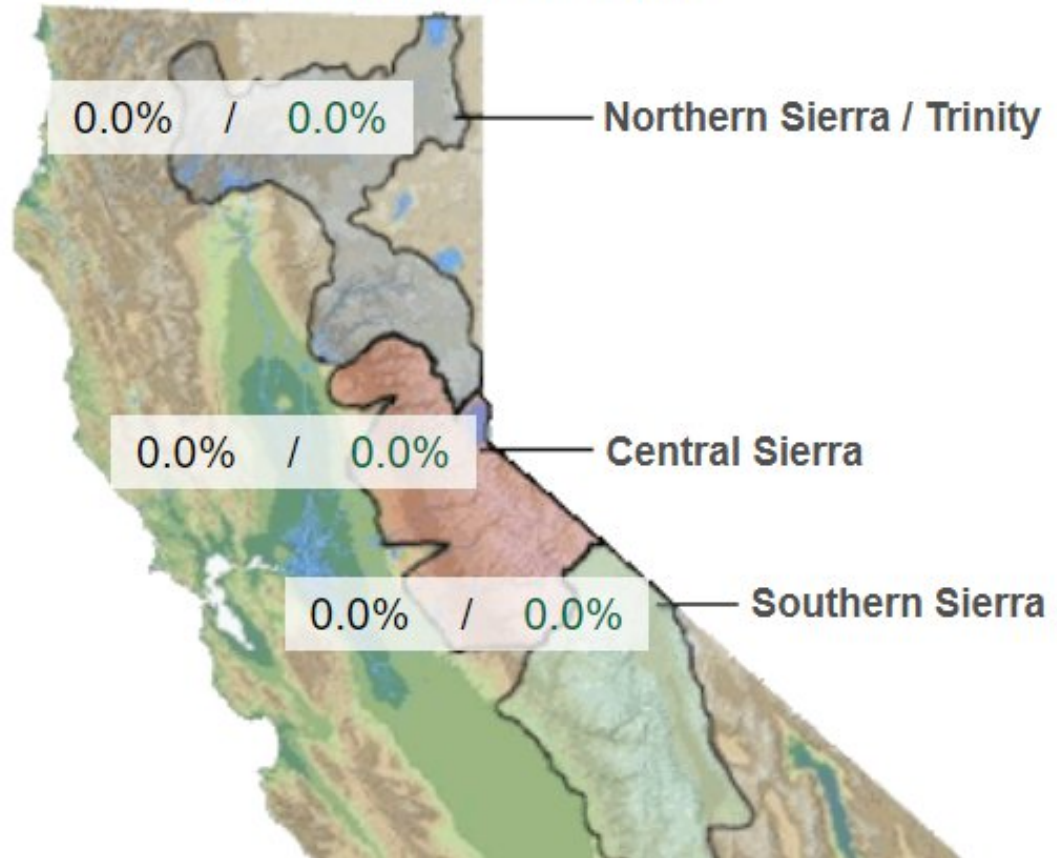 0.0% / 0.0% Northern Sierra / Trinity
0.0% / 0.0% Central Sierra
0.0% / 0.0% Southern Sierra